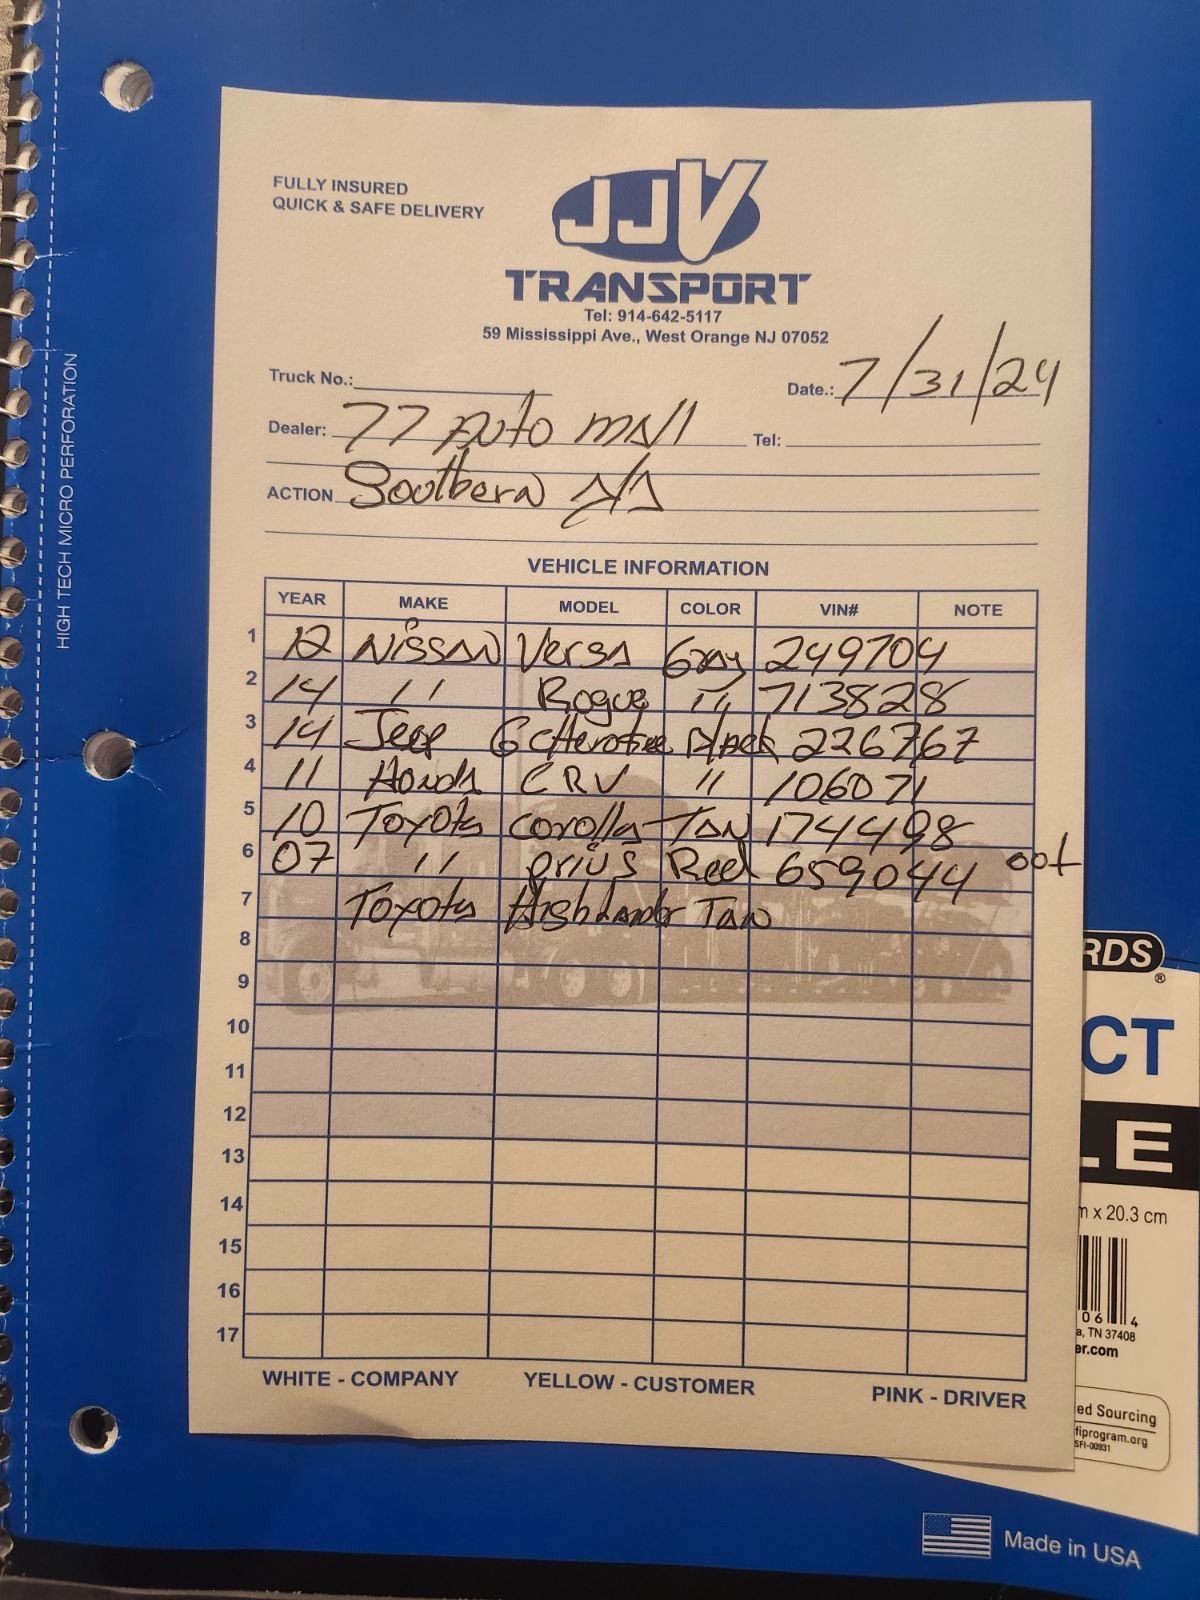 FULLY INSURED
QUICK & SAFE DELIVERY
JJV
TRANSPORT
Tel: 914-642-5117
59 Mississippi Ave., West Orange NJ 07052
Truck No.:
Date.: 7/31/24
Dealer: 77 Auto mall
Tel:
ACTION Southern A/A
VEHICLE INFORMATION
YEAR MAKE MODEL COLOR VIN# NOTE
1 12 Nissan Versa Gray 249704
2 14 " Rogue " 713828
3 14 Jeep G CHerokee Black 226767
4 11 Honda CRV " 106071
5 10 Toyota corolla Tan 1744498
6 07 " prius Red 659044 out
7 Toyota Highlander Tan
8
9
10
11
12
13
14
15
16
17
WHITE - COMPANY YELLOW - CUSTOMER PINK - DRIVER
HIGH TECH MICRO PERFORATION
RDS
®
CT
LE
m x 20.3 cm
06 4
a, TN 37408
er.com
ed Sourcing
fiprogram.org
SFI-00931
Made in USA